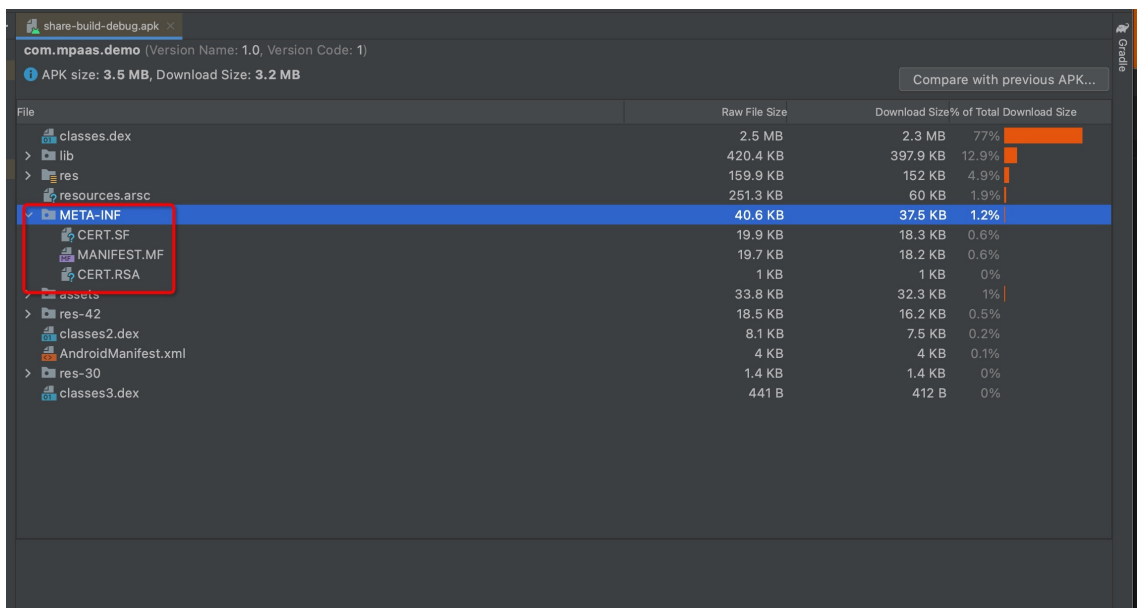 share-build-debug.apk
com.mpaas.demo (Version Name: 1.0, Version Code: 1)
APK size: 3.5 MB, Download Size: 3.2 MB
Compare with previous APK...
Gradle
File Raw File Size Download Size % of Total Download Size
classes.dex 2.5 MB 2.3 MB 77%
lib 420.4 KB 397.9 KB 12.9%
res 159.9 KB 152 KB 4.9%
resources.arsc 251.3 KB 60 KB 1.9%
META-INF 40.6 KB 37.5 KB 1.2%
CERT.SF 19.9 KB 18.3 KB 0.6%
MANIFEST.MF 19.7 KB 18.2 KB 0.6%
CERT.RSA 1 KB 1 KB 0%
assets 33.8 KB 32.3 KB 1%
res-42 18.5 KB 16.2 KB 0.5%
classes2.dex 8.1 KB 7.5 KB 0.2%
AndroidManifest.xml 4 KB 4 KB 0.1%
res-30 1.4 KB 1.4 KB 0%
classes3.dex 441 B 412 B 0%